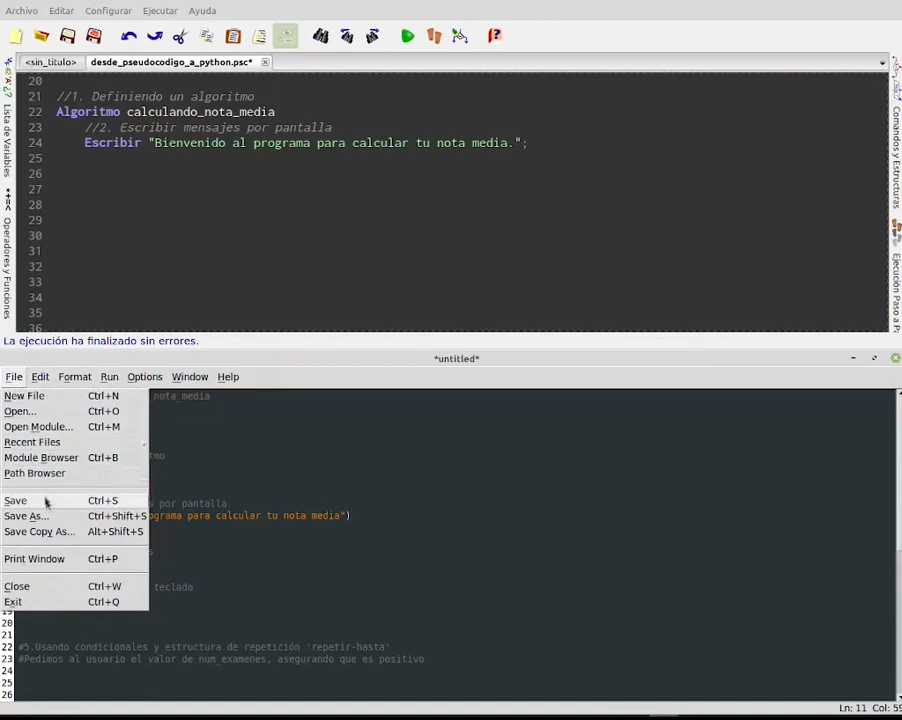 Archivo Editar Configurar Ejecutar Ayuda
<sin_titulo> desde_pseudocodigo_a_python.psc*
20
21 //1. Definiendo un algoritmo
22 Algoritmo calculando_nota_media
23 //2. Escribir mensajes por pantalla
24 Escribir "Bienvenido al programa para calcular tu nota media.";
25
26
27
28
29
30
31
32
33
34
35
36
Lista de Variables
Operadores y Funciones
Comandos y Estructuras
Ejecución Paso a P
La ejecución ha finalizado sin errores.
*untitled*
File Edit Format Run Options Window Help
New File Ctrl+N
Open... Ctrl+O
Open Module... Ctrl+M
Recent Files
Module Browser Ctrl+B
Path Browser
Save Ctrl+S
Save As... Ctrl+Shift+S
Save Copy As... Alt+Shift+S
Print Window Ctrl+P
Close Ctrl+W
Exit Ctrl+Q
_nota_media
tmo
s por pantalla
ograma para calcular tu nota media")
s
teclado
19
20
21
22 #5.Usando condicionales y estructura de repetición 'repetir-hasta'
23 #Pedimos al usuario el valor de num_examenes, asegurando que es positivo
24
25
26
Ln: 11 Col: 59